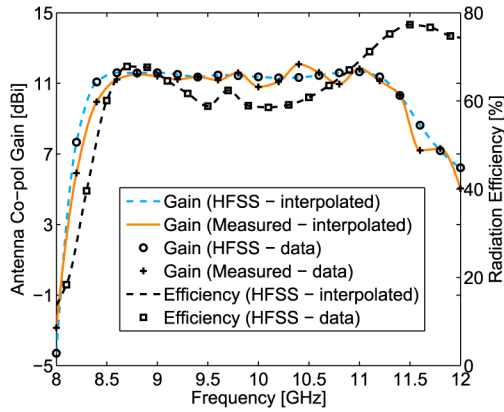 15
11
7
3
−1
−5
Antenna Co-pol Gain [dBi]
80
60
40
20
0
Radiation Efficiency [%]
Gain (HFSS − interpolated)
Gain (Measured − interpolated)
Gain (HFSS − data)
Gain (Measured − data)
Efficiency (HFSS − interpolated)
Efficiency (HFSS − data)
8 8.5 9 9.5 10 10.5 11 11.5 12
Frequency [GHz]